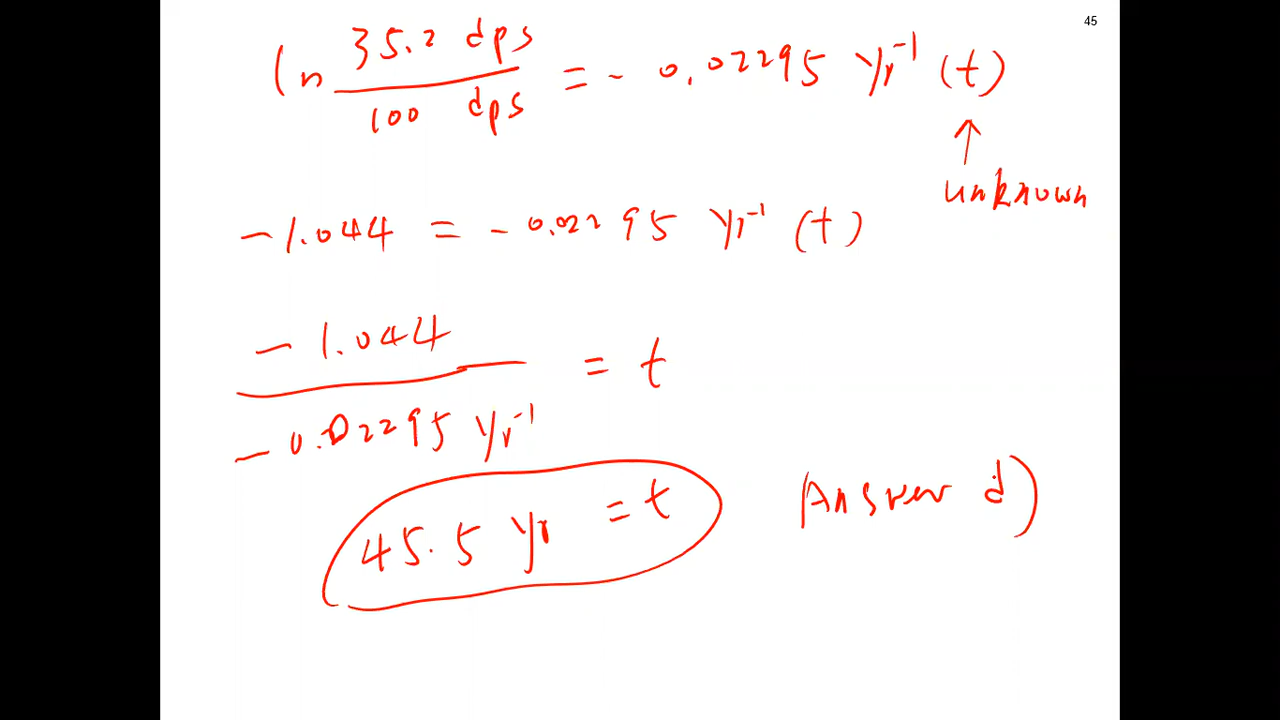 45
ln 35.2 dps / 100 dps = - 0.02295 yr⁻¹ (t)
↑
unknown
- 1.044 = - 0.02295 yr⁻¹ (t)
- 1.044 / - 0.02295 yr⁻¹ = t
45.5 yr = t (Answer d)